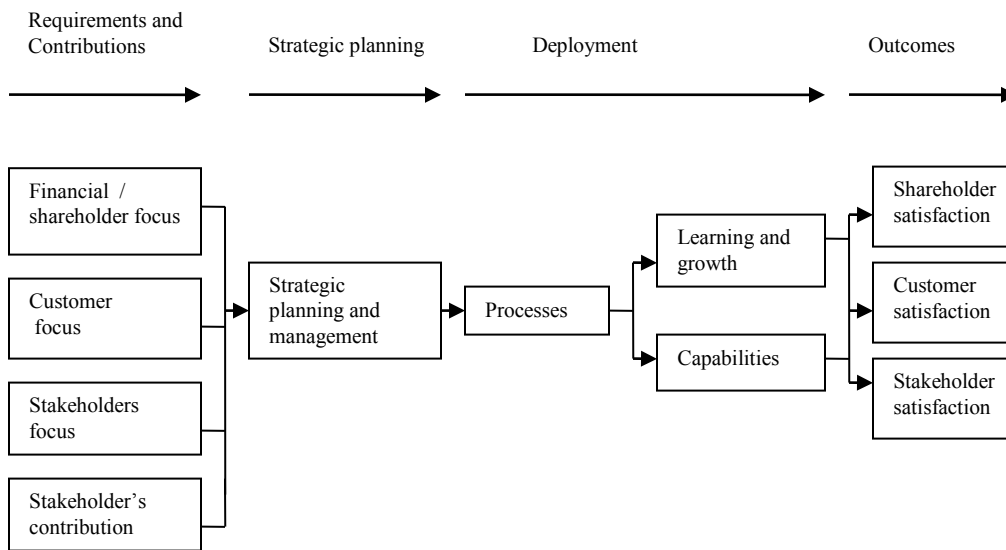 Requirements and
Contributions
Strategic planning
Deployment
Outcomes
Financial /
shareholder focus
Customer
focus
Stakeholders
focus
Stakeholder’s
contribution
Strategic
planning and
management
Processes
Learning and
growth
Capabilities
Shareholder
satisfaction
Customer
satisfaction
Stakeholder
satisfaction